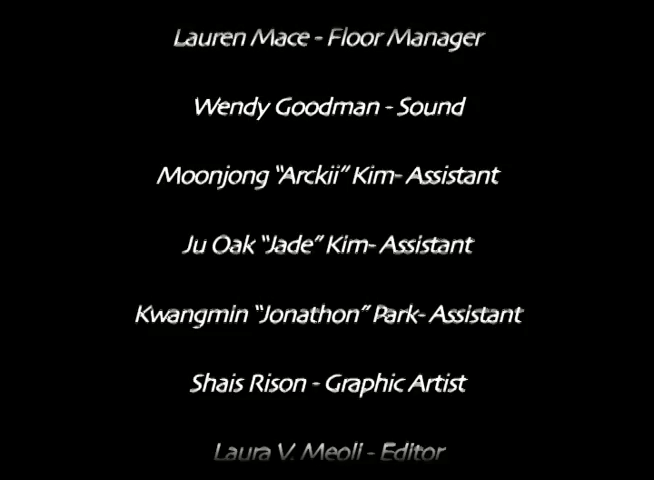 Lauren Mace - Floor Manager
Wendy Goodman - Sound
Moonjong “Arckii” Kim- Assistant
Ju Oak “Jade” Kim- Assistant
Kwangmin “Jonathon” Park- Assistant
Shais Rison - Graphic Artist
Laura V. Meoli - Editor